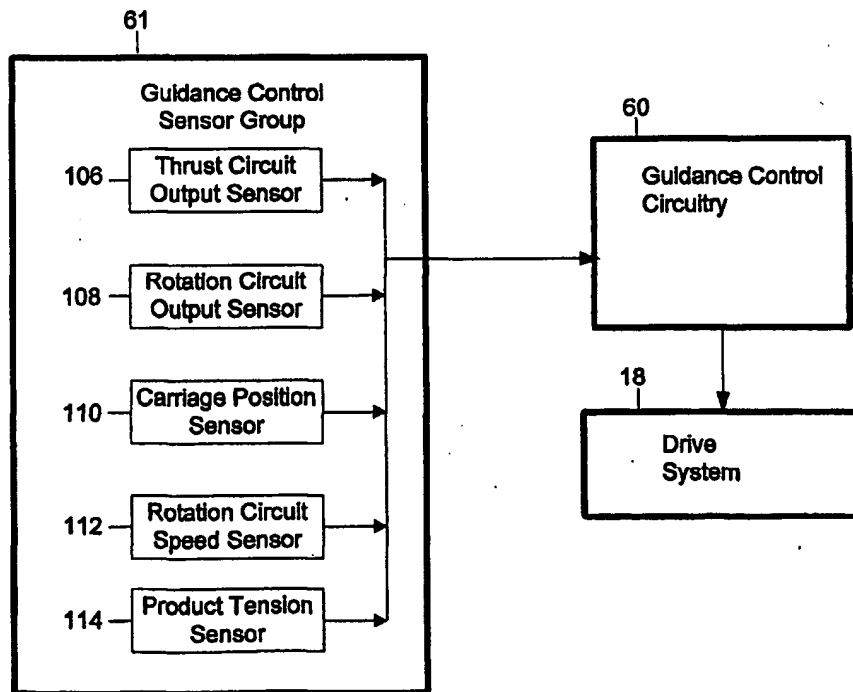 61
Guidance Control
Sensor Group
106
Thrust Circuit
Output Sensor
108
Rotation Circuit
Output Sensor
110
Carriage Position
Sensor
112
Rotation Circuit
Speed Sensor
114
Product Tension
Sensor
60
Guidance Control
Circuitry
18
Drive
System